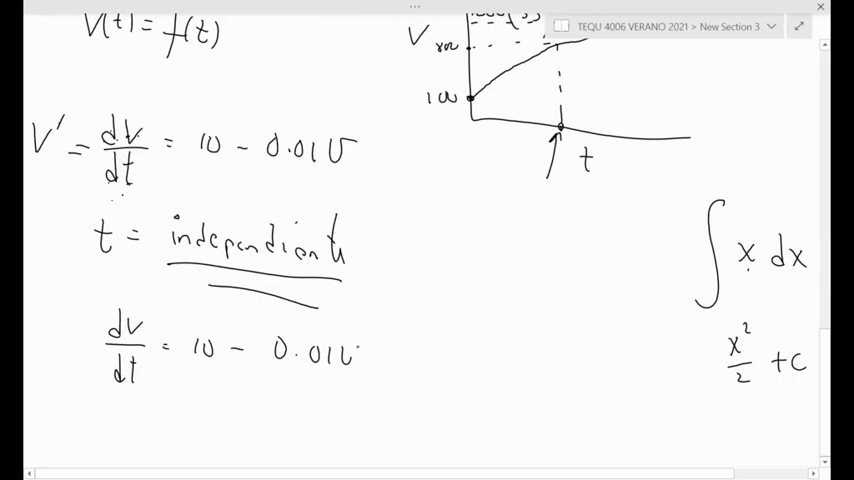 V(t) = f(t)
TEQU 4006 VERANO 2021 > New Section 3
V
100
t
V' = dv/dt = 10 - 0.01V
t = independiente
∫ x dx
x²/2 + c
dv/dt = 10 - 0.01V